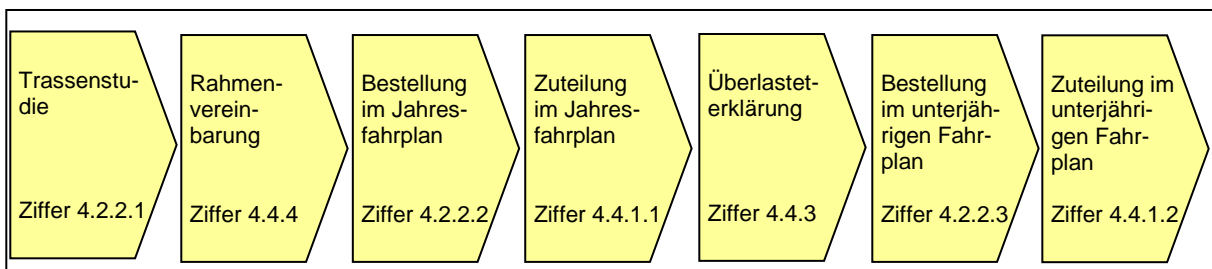 Trassenstu-
die
Ziffer 4.2.2.1
Rahmen-
verein-
barung
Ziffer 4.4.4
Bestellung
im Jahres-
fahrplan
Ziffer 4.2.2.2
Zuteilung
im Jahres-
fahrplan
Ziffer 4.4.1.1
Überlastet-
erklärung
Ziffer 4.4.3
Bestellung
im unterjäh-
rigen Fahr-
plan
Ziffer 4.2.2.3
Zuteilung im
unterjähri-
gen Fahr-
plan
Ziffer 4.4.1.2